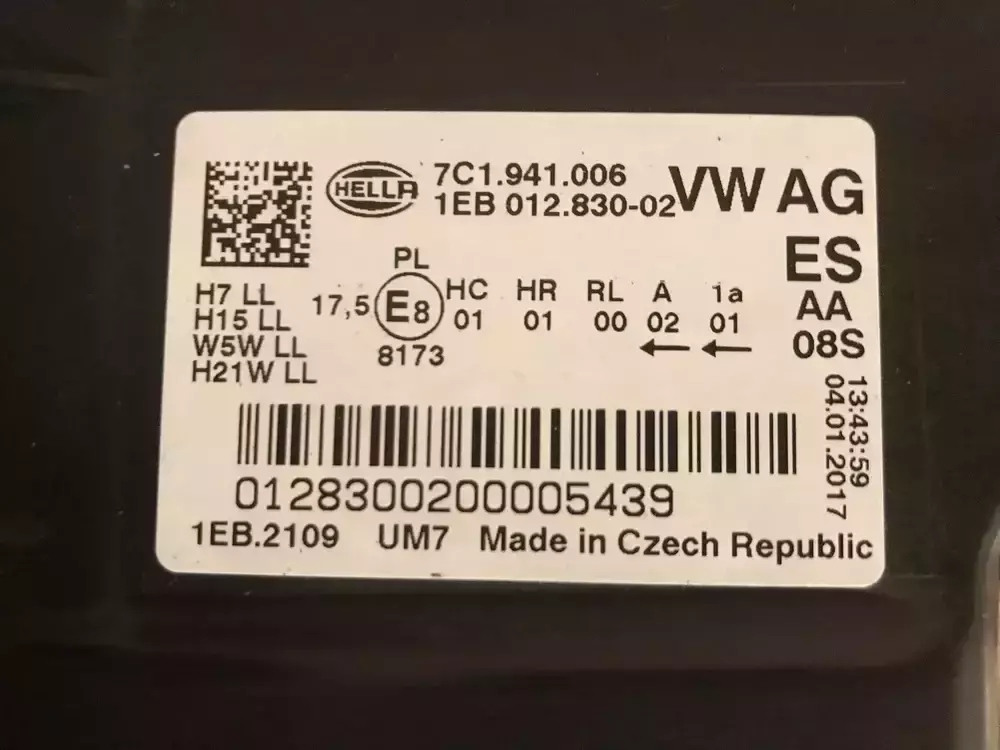 HELLA
7C1.941.006
1EB 012.830-02
VW AG
ES
AA
08S
H7 LL
H15 LL
W5W LL
H21W LL
17,5
PL
E8
8173
HC HR RL A 1a
01 01 00 02 01
← ←
13:43:59
04.01.2017
01283002000005439
1EB.2109 UM7 Made in Czech Republic